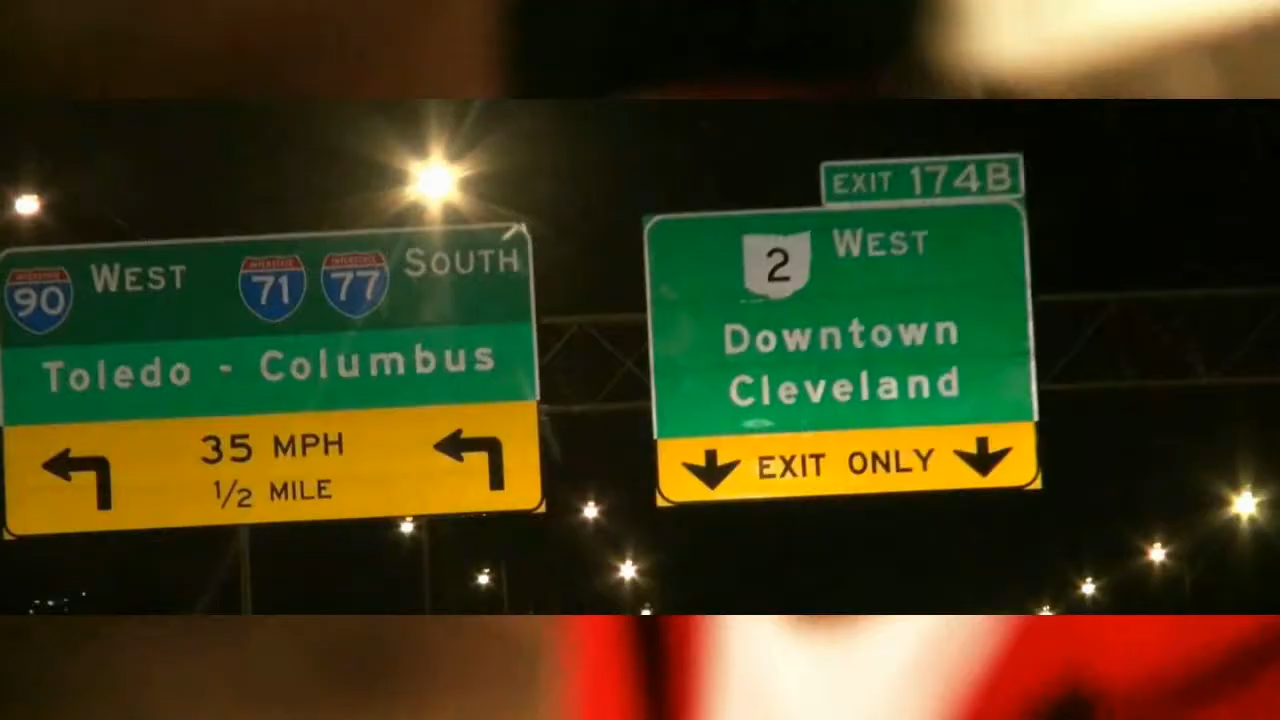 90 WEST 71 77 SOUTH
Toledo - Columbus
35 MPH
1/2 MILE
EXIT 174B
2 WEST
Downtown
Cleveland
EXIT ONLY